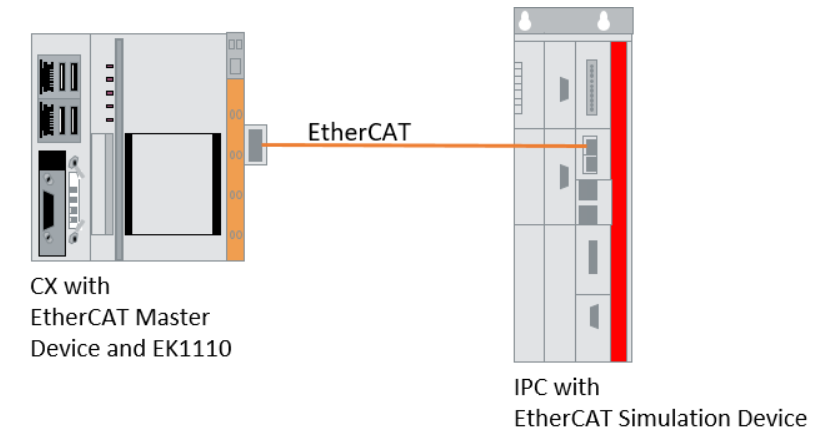 EtherCAT
CX with
EtherCAT Master
Device and EK1110
IPC with
EtherCAT Simulation Device